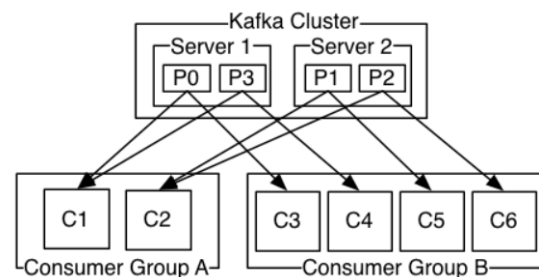 Kafka Cluster
Server 1 Server 2
P0 P3 P1 P2
C1 C2 C3 C4 C5 C6
Consumer Group A Consumer Group B